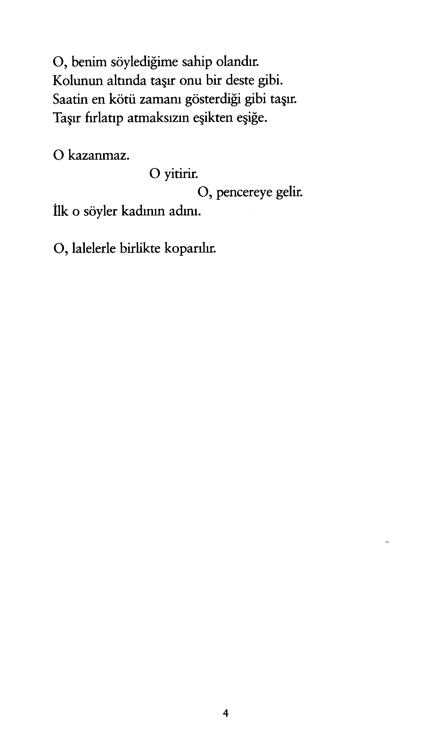 O, benim söylediğime sahip olandır.
Kolunun altında taşır onu bir deste gibi.
Saatin en kötü zamanı gösterdiği gibi taşır.
Taşır fırlatıp atmaksızın eşikten eşiğe.
O kazanmaz.
O yitirir.
O, pencereye gelir.
İlk o söyler kadının adını.
O, lalelerle birlikte koparılır.
4